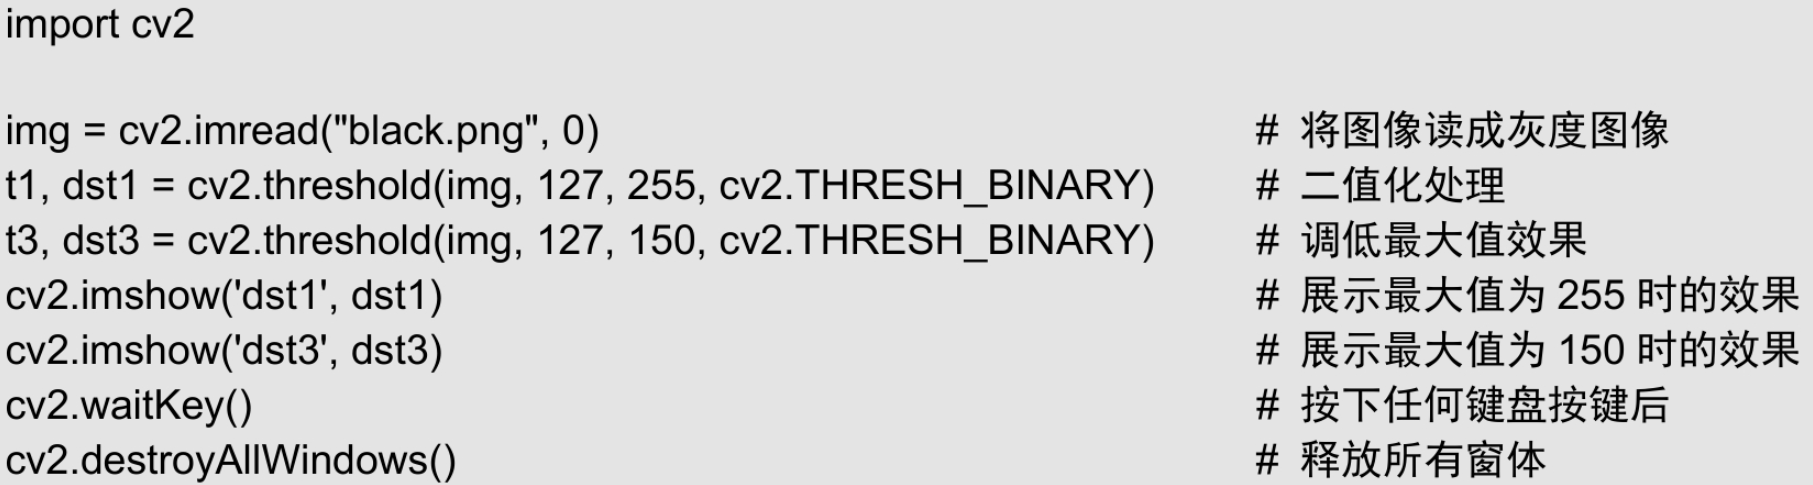 import cv2
img = cv2.imread("black.png", 0) # 将图像读成灰度图像
t1, dst1 = cv2.threshold(img, 127, 255, cv2.THRESH_BINARY) # 二值化处理
t3, dst3 = cv2.threshold(img, 127, 150, cv2.THRESH_BINARY) # 调低最大值效果
cv2.imshow('dst1', dst1) # 展示最大值为 255 时的效果
cv2.imshow('dst3', dst3) # 展示最大值为 150 时的效果
cv2.waitKey() # 按下任何键盘按键后
cv2.destroyAllWindows() # 释放所有窗体